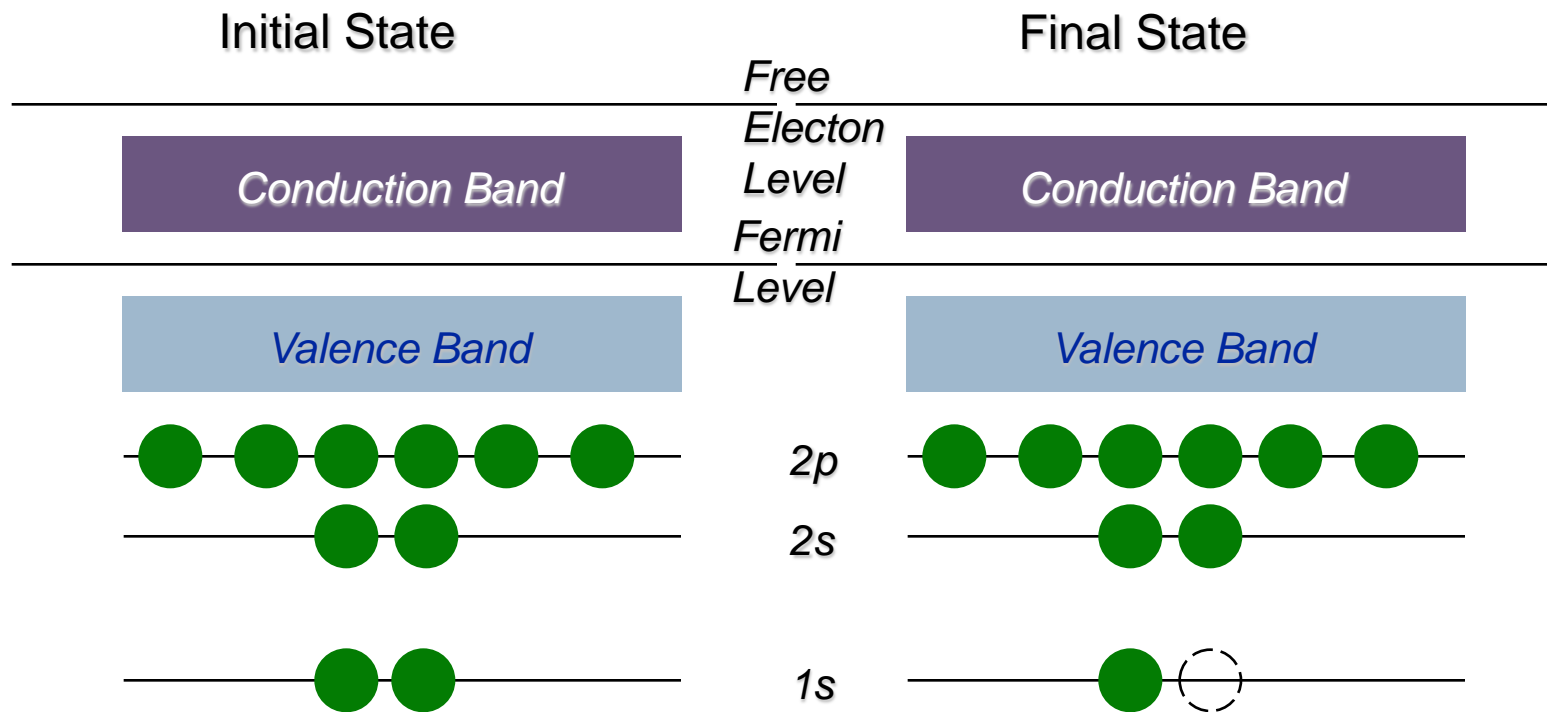 Initial State
Final State
Free
Electon
Level
Conduction Band
Conduction Band
Fermi
Level
Valence Band
Valence Band
2p
2s
1s